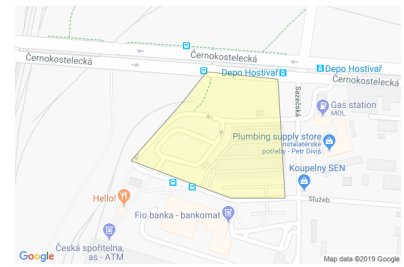 Černokostelecká
Černokostelecká
Depo Hostivař
Depo Hostivař
Černokostelecká
Sazečská
Gas station
MOL
Plumbing supply store
instalatérské
potřeby - Petr Diviš
Koupelny SEN
Hello!
Služeb
Fio banka - bankomat
Česká spořitelna,
as - ATM
Google
Map data ©2019 Google